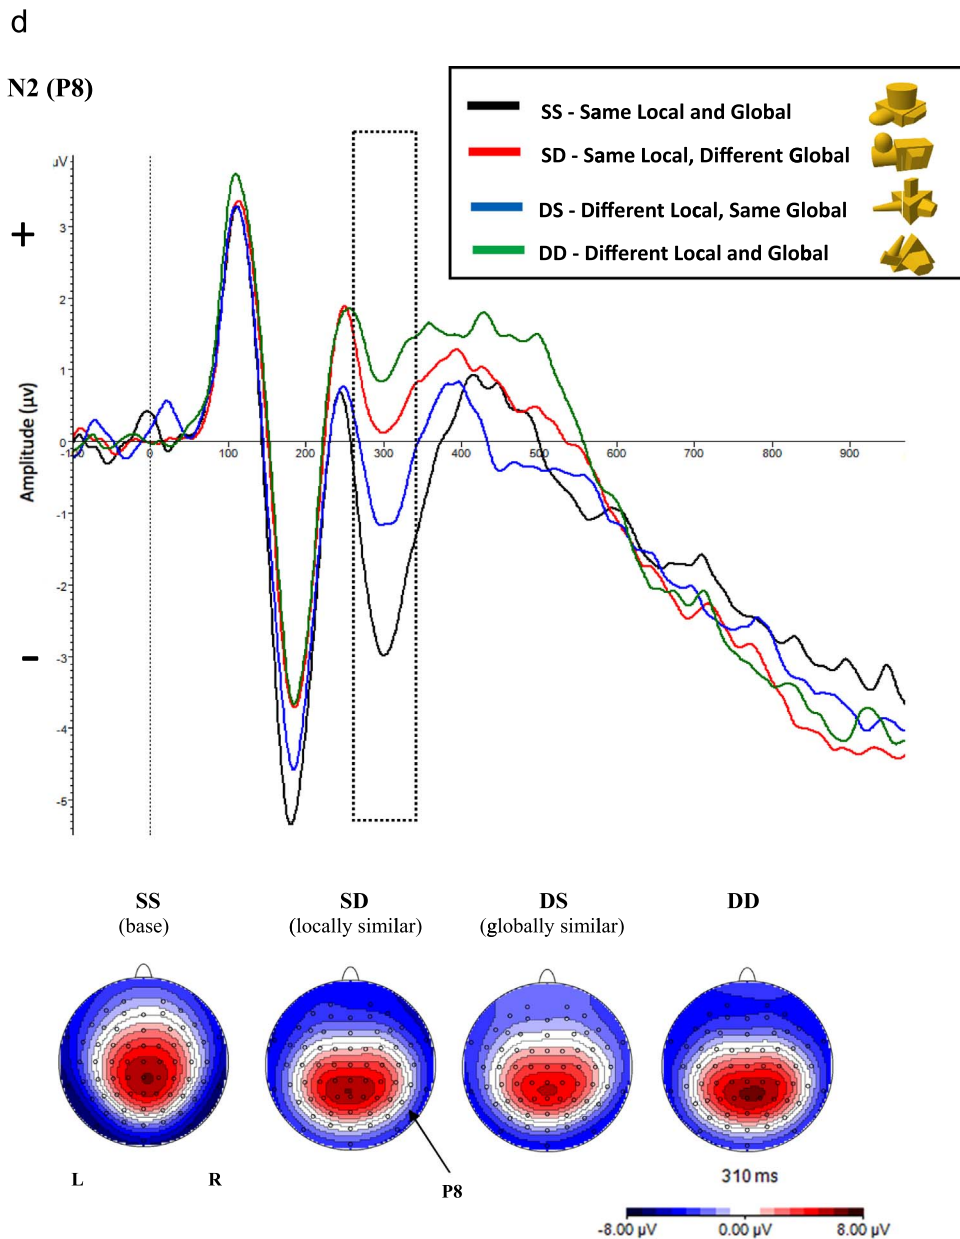 d
N2 (P8)
SS - Same Local and Global
SD - Same Local, Different Global
DS - Different Local, Same Global
DD - Different Local and Global
+
-
µV
3
2
1
0
-1
-2
-3
-4
-5
Amplitude (µv)
0 100 200 300 400 500 600 700 800 900
SS SD DS DD
(base) (locally similar) (globally similar)
L R
P8
310 ms
-8.00 µV 0.00 µV 8.00 µV